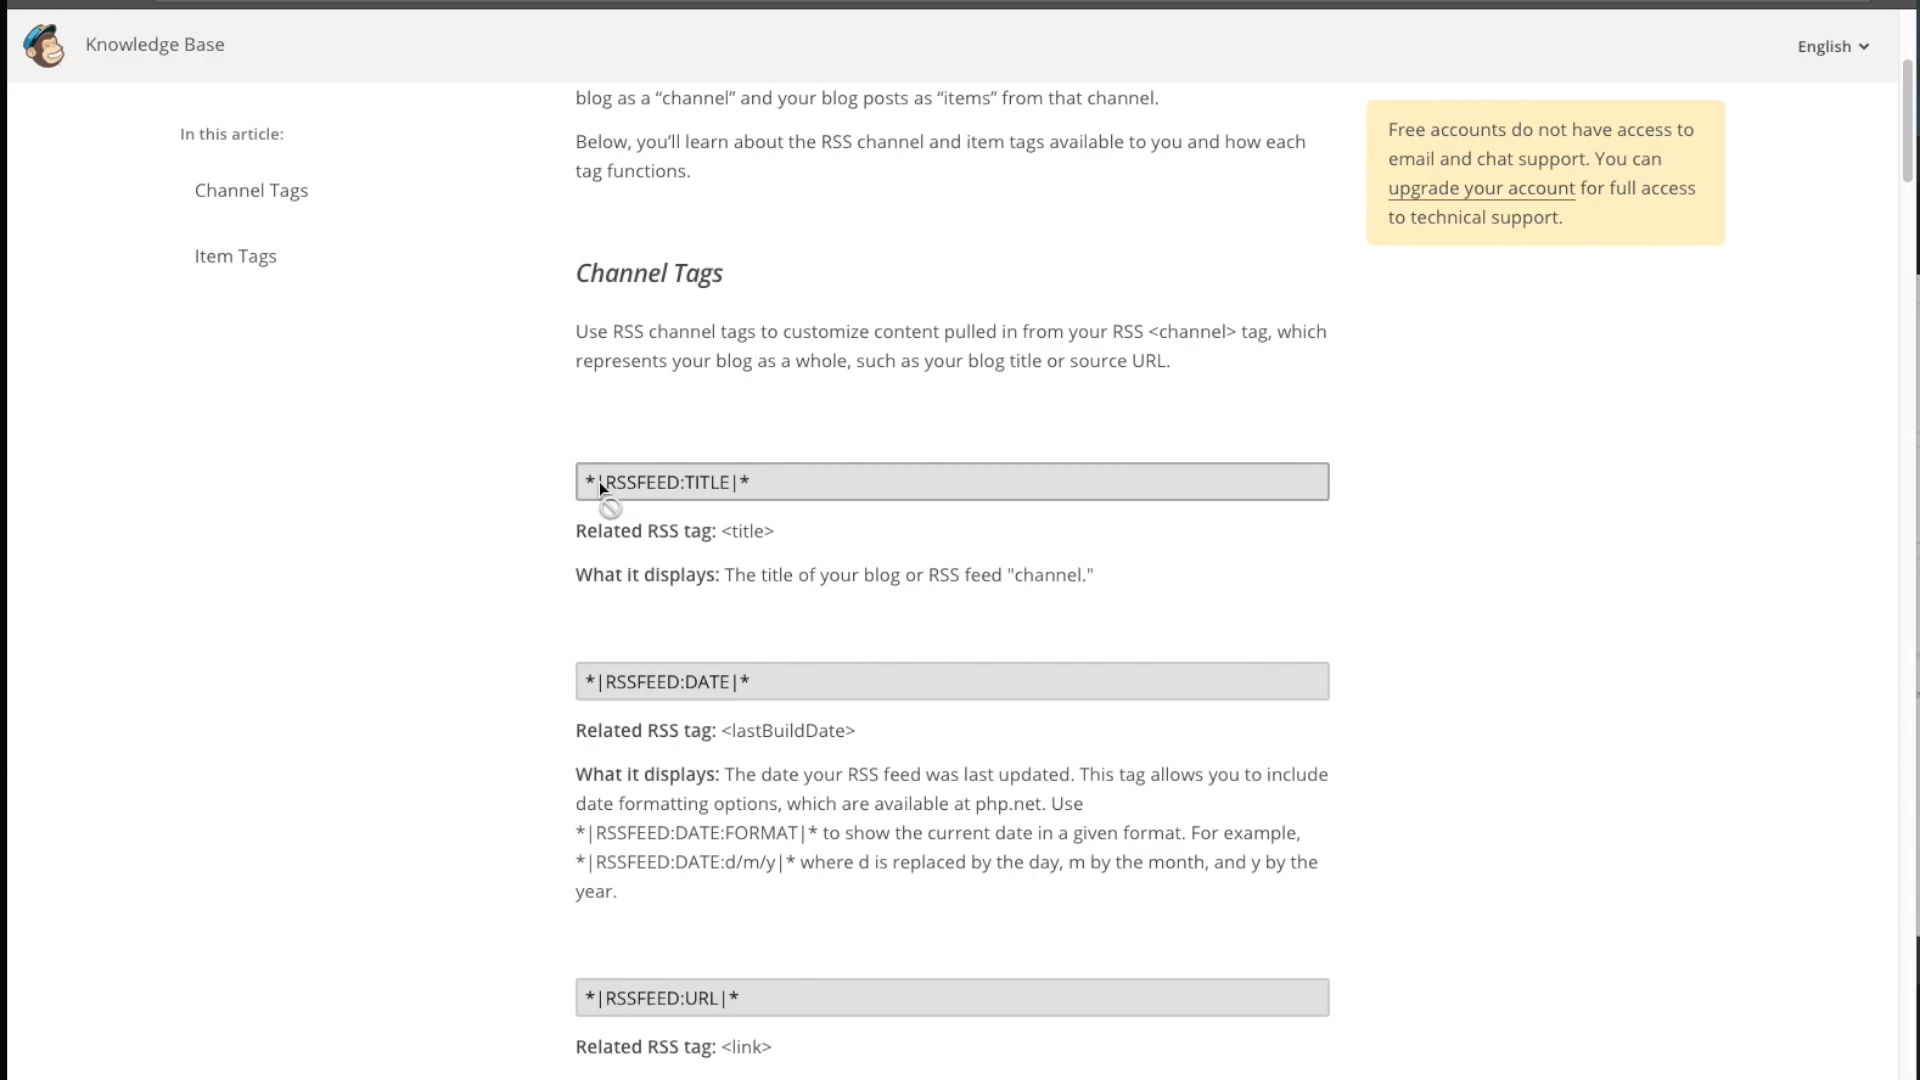 Knowledge Base
English
In this article:
Channel Tags
Item Tags
blog as a “channel” and your blog posts as “items” from that channel.
Below, you’ll learn about the RSS channel and item tags available to you and how each
tag functions.
Channel Tags
Use RSS channel tags to customize content pulled in from your RSS <channel> tag, which
represents your blog as a whole, such as your blog title or source URL.
*|RSSFEED:TITLE|*
Related RSS tag: <title>
What it displays: The title of your blog or RSS feed "channel."
*|RSSFEED:DATE|*
Related RSS tag: <lastBuildDate>
What it displays: The date your RSS feed was last updated. This tag allows you to include
date formatting options, which are available at php.net. Use
*|RSSFEED:DATE:FORMAT|* to show the current date in a given format. For example,
*|RSSFEED:DATE:d/m/y|* where d is replaced by the day, m by the month, and y by the
year.
*|RSSFEED:URL|*
Related RSS tag: <link>
Free accounts do not have access to
email and chat support. You can
upgrade your account for full access
to technical support.